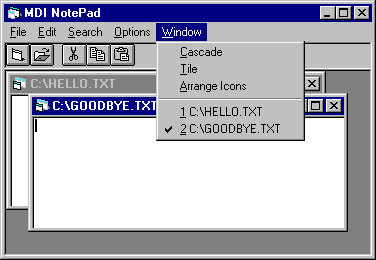 MDI NotePad
File Edit Search Options Window
Cascade
Tile
Arrange Icons
1 C:\HELLO.TXT
2 C:\GOODBYE.TXT
C:\HELLO.TXT
C:\GOODBYE.TXT